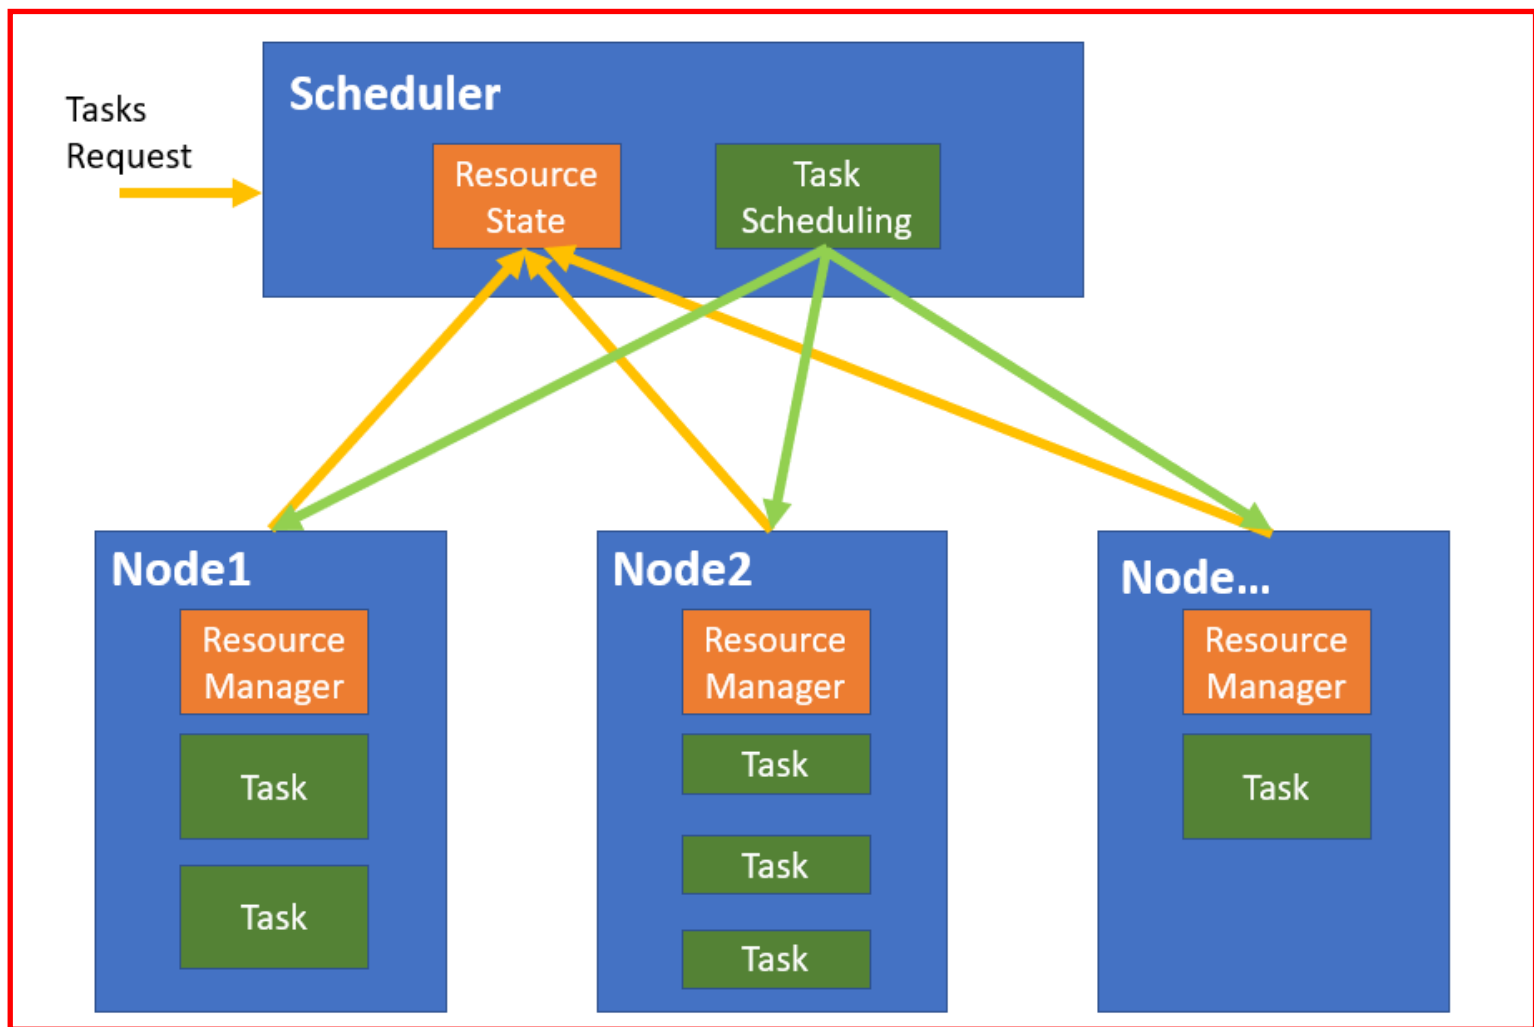 Tasks
Request
Scheduler
Resource
State
Task
Scheduling
Node1
Resource
Manager
Task
Task
Node2
Resource
Manager
Task
Task
Task
Node...
Resource
Manager
Task